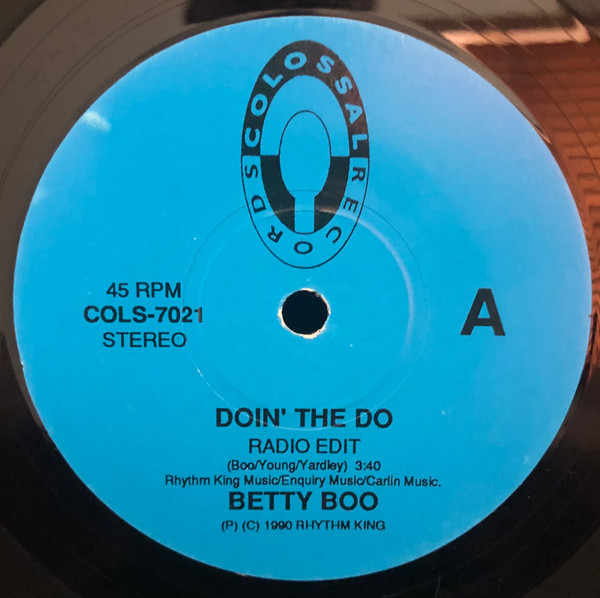 COLOSSAL RECORDS
45 RPM
COLS-7021
STEREO
A
DOIN' THE DO
RADIO EDIT
(Boo/Young/Yardley) 3:40
Rhythm King Music/Enquiry Music/Carlin Music.
BETTY BOO
(P) (C) 1990 RHYTHM KING